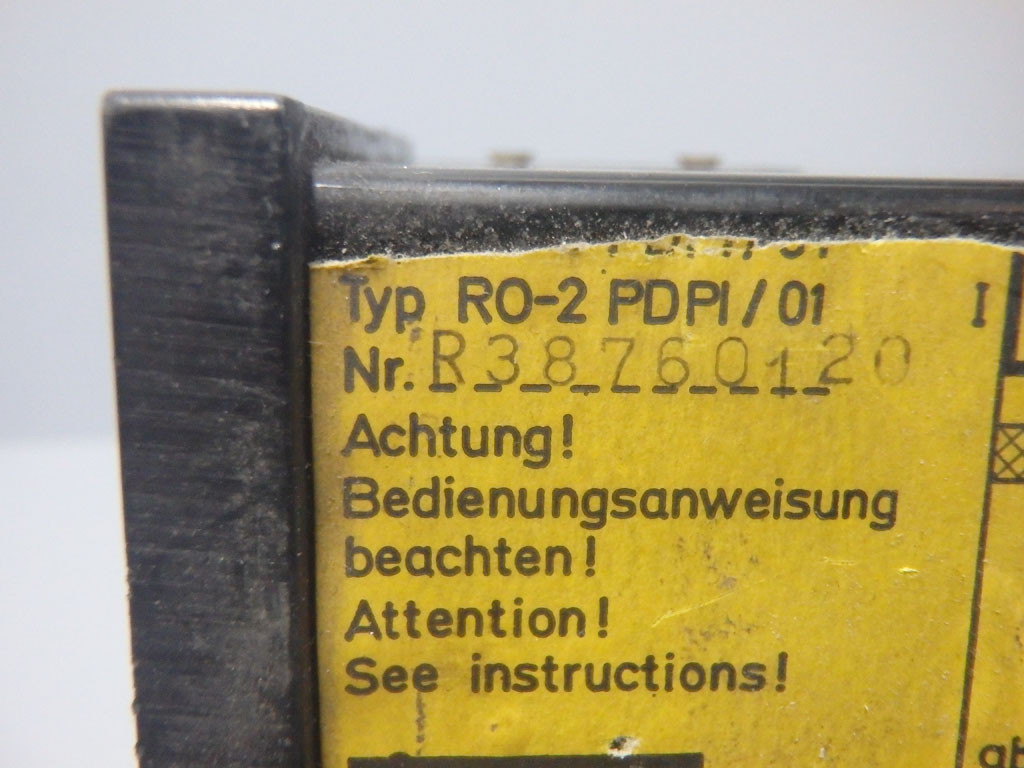 Typ RO-2 PDPI/01
Nr. R38760120
Achtung!
Bedienungsanweisung
beachten!
Attention!
See instructions!
I